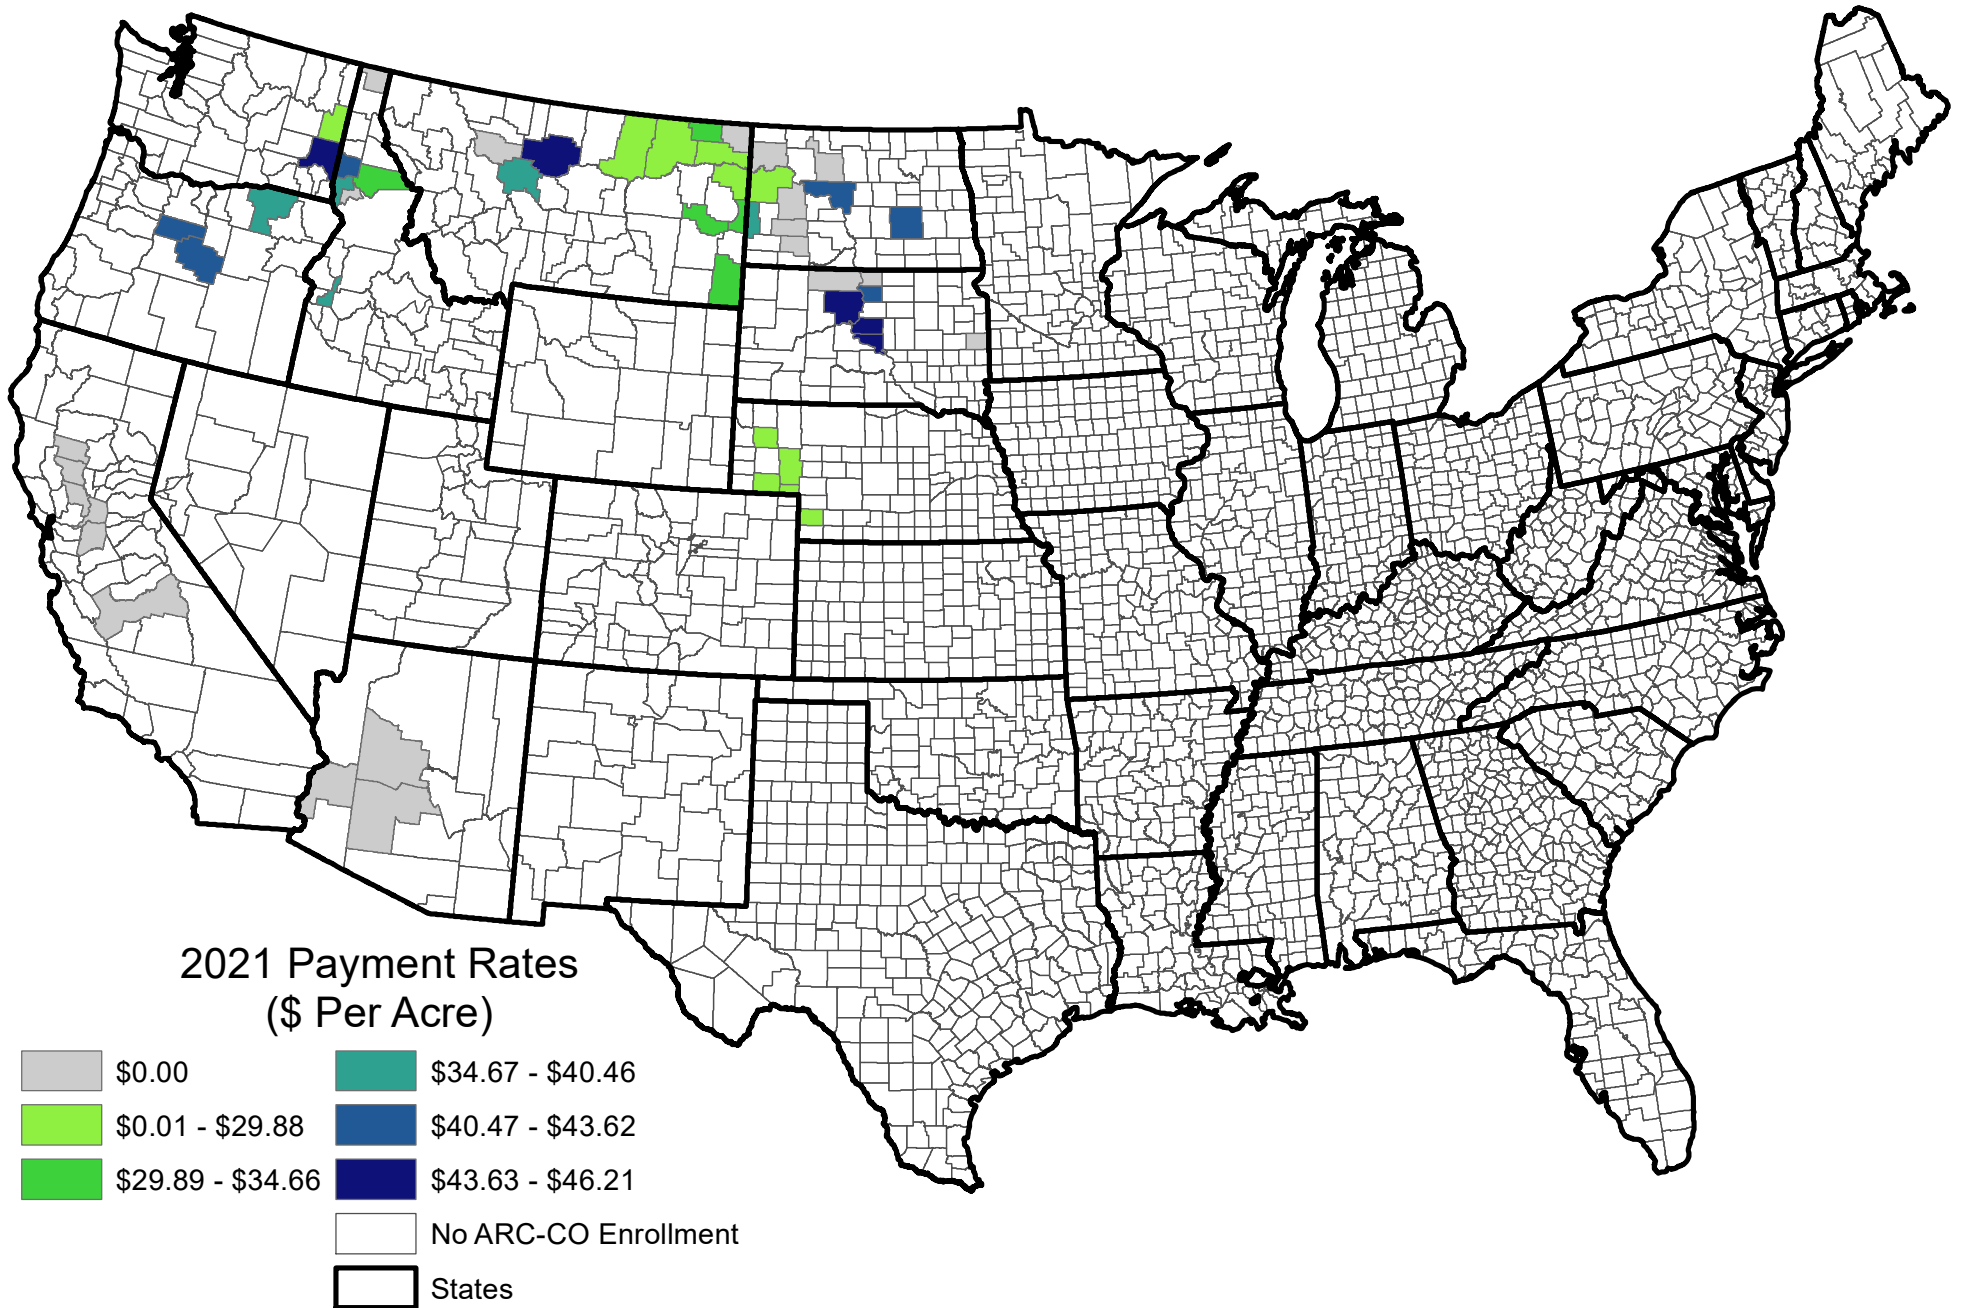 2021 Payment Rates
($ Per Acre)
$0.00
$0.01 - $29.88
$29.89 - $34.66
$34.67 - $40.46
$40.47 - $43.62
$43.63 - $46.21
No ARC-CO Enrollment
States